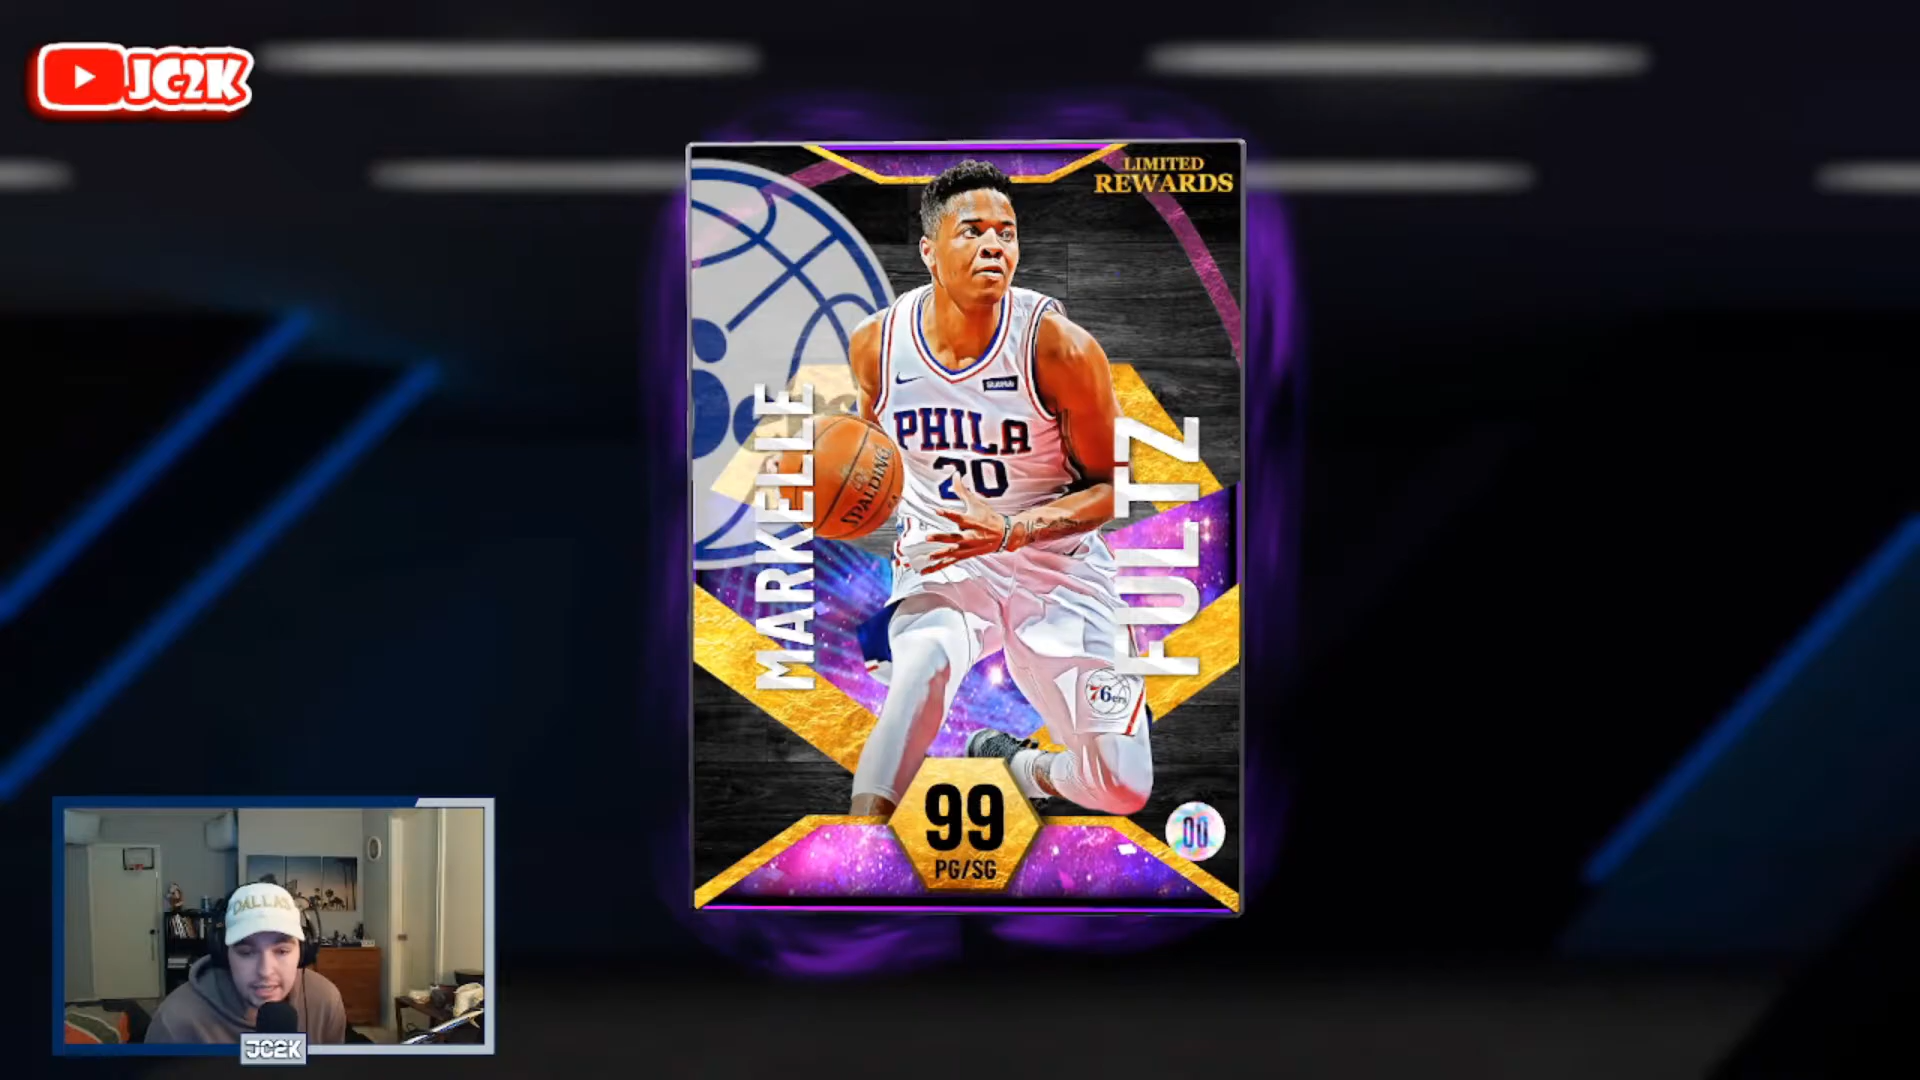 JC2K
LIMITED
REWARDS
MARKELLE
FULTZ
PHILA
20
SPALDING
76ers
99
PG/SG
00
DALLAS
JC2K